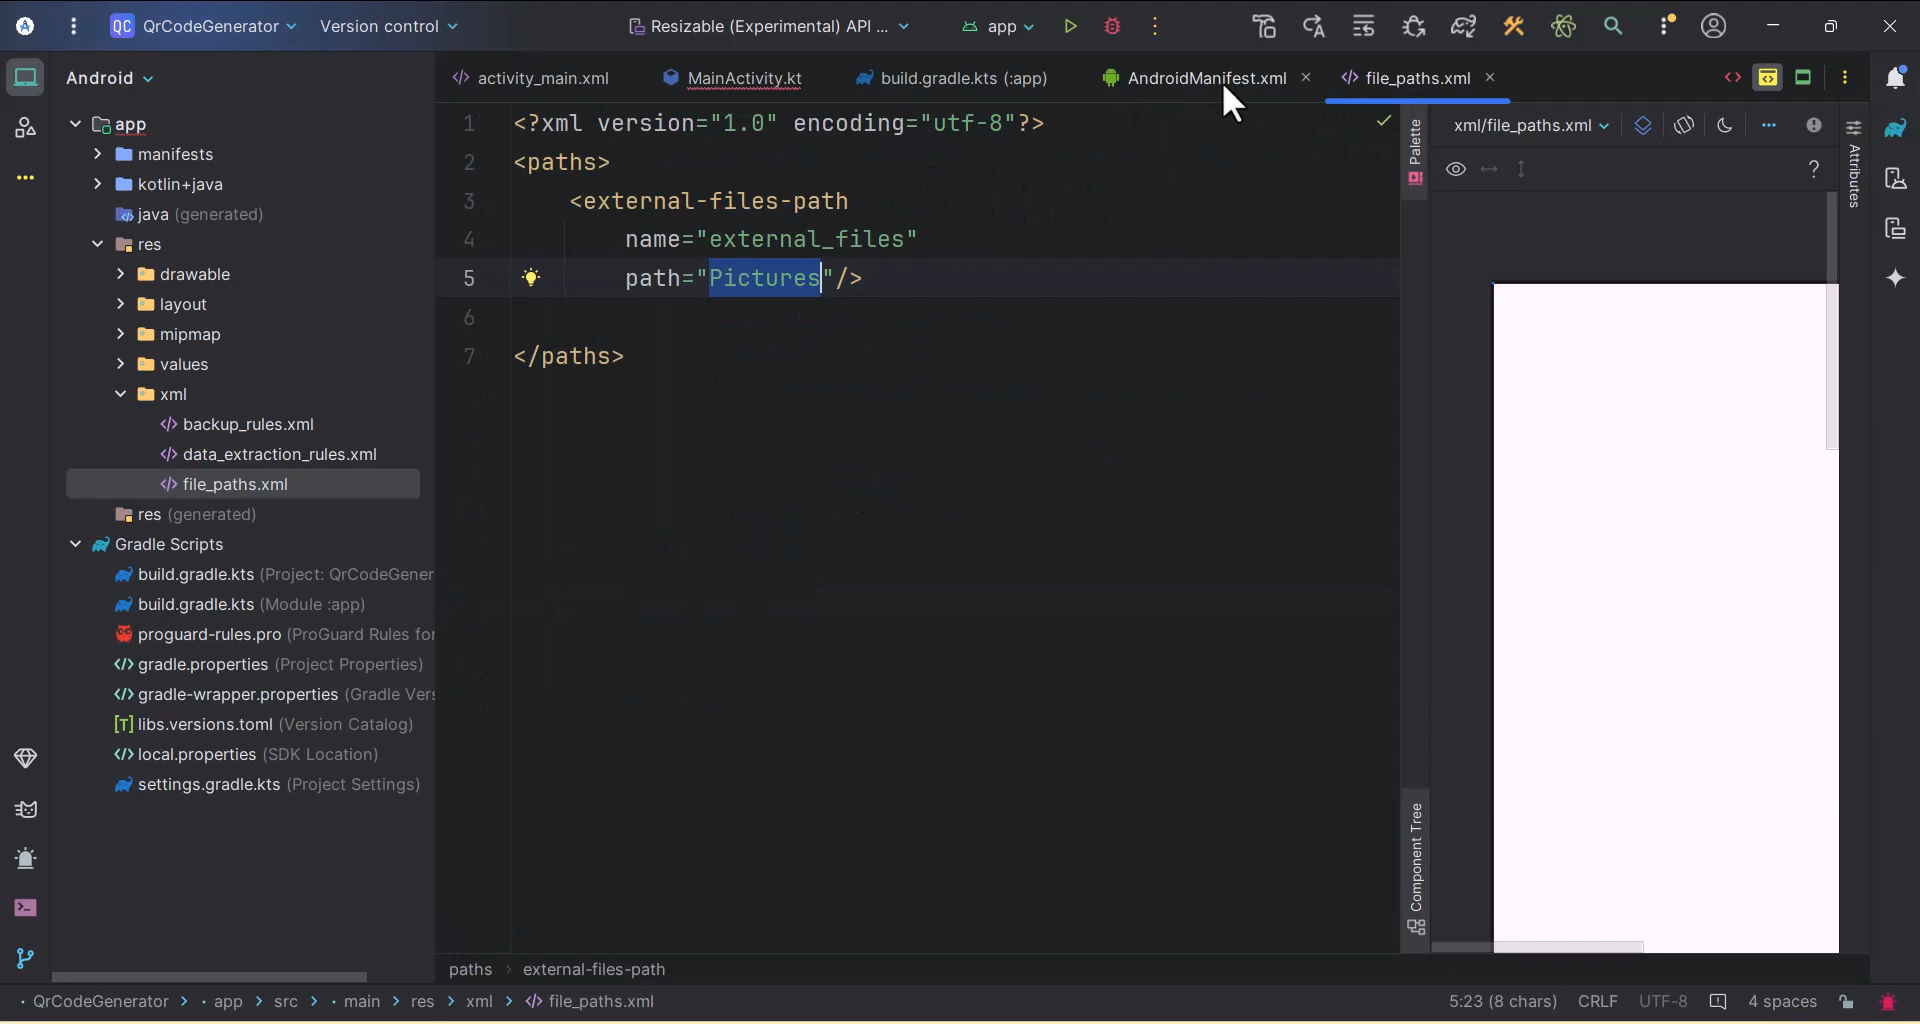 QC QrCodeGenerator Version control Resizable (Experimental) API ... app
Android activity_main.xml MainActivity.kt build.gradle.kts (:app) AndroidManifest.xml file_paths.xml
app
manifests
kotlin+java
java (generated)
res
drawable
layout
mipmap
values
xml
backup_rules.xml
data_extraction_rules.xml
file_paths.xml
res (generated)
Gradle Scripts
build.gradle.kts (Project: QrCodeGener
build.gradle.kts (Module :app)
proguard-rules.pro (ProGuard Rules for
gradle.properties (Project Properties)
gradle-wrapper.properties (Gradle Vers
libs.versions.toml (Version Catalog)
local.properties (SDK Location)
settings.gradle.kts (Project Settings)
1 <?xml version="1.0" encoding="utf-8"?>
2 <paths>
3 <external-files-path
4 name="external_files"
5 path="Pictures"/>
6
7 </paths>
Palette
Component Tree
xml/file_paths.xml
?
Attributes
paths > external-files-path
QrCodeGenerator > app > src > main > res > xml > file_paths.xml 5:23 (8 chars) CRLF UTF-8 4 spaces